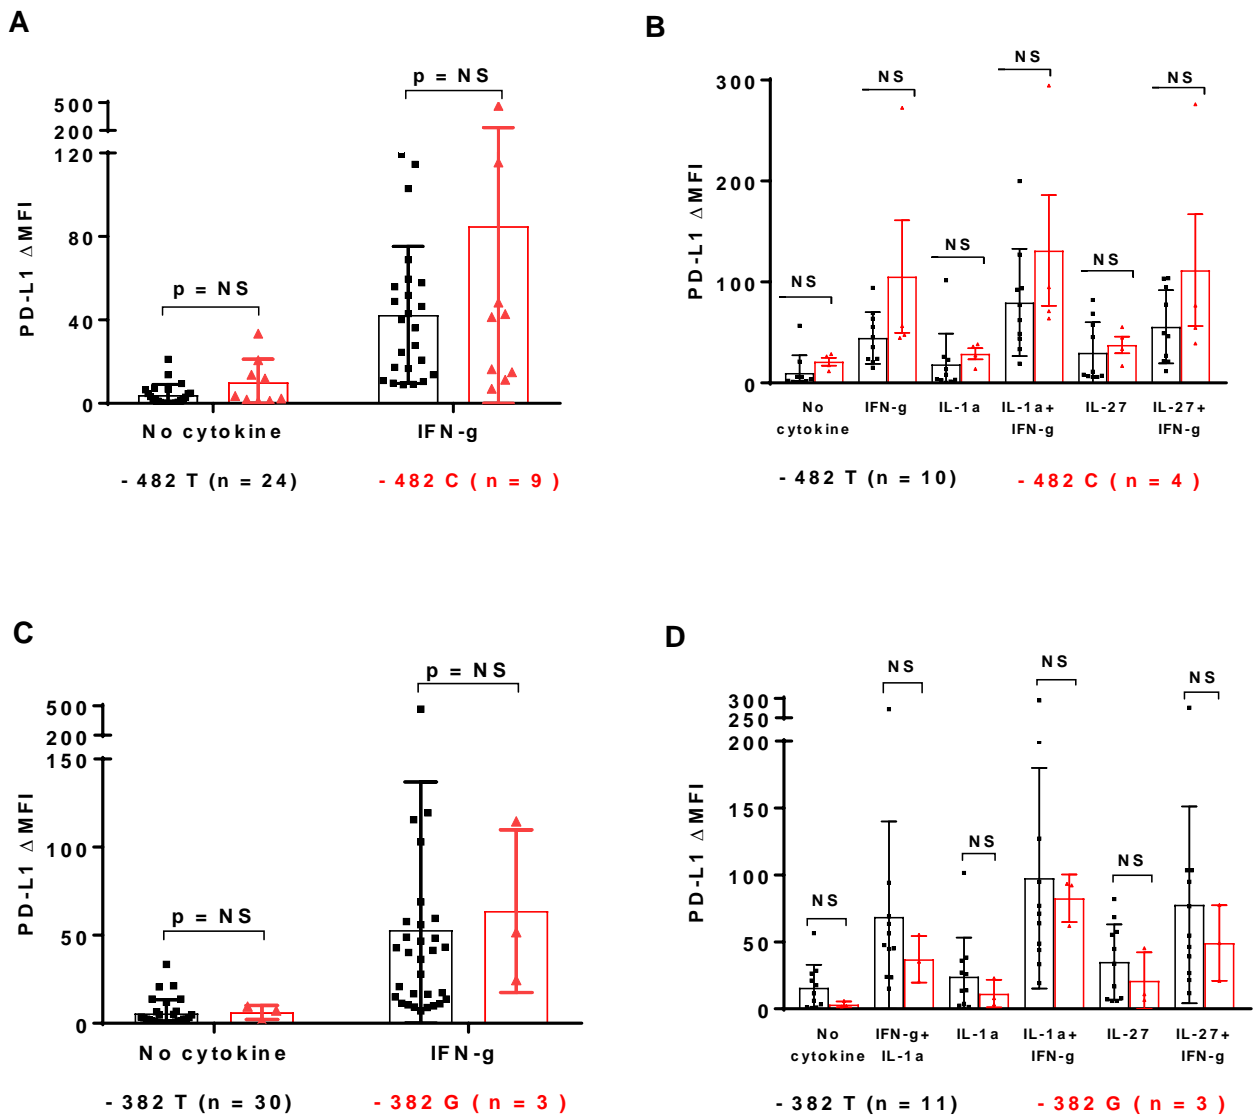 A
p = NS
p = NS
500
200
120
80
40
0
PD-L1 ΔMFI
No cytokine
IFN-g
- 482 T (n = 24)
- 482 C ( n = 9 )
B
NS
NS
NS
NS
NS
NS
300
200
100
0
PD-L1 ΔMFI
No
cytokine
IFN-g
IL-1a
IL-1a+
IFN-g
IL-27
IL-27+
IFN-g
- 482 T (n = 10)
- 482 C ( n = 4 )
C
p = NS
p = NS
500
200
150
100
50
0
PD-L1 ΔMFI
No cytokine
IFN-g
- 382 T (n = 30)
- 382 G ( n = 3 )
D
NS
NS
NS
NS
NS
NS
300
250
200
150
100
50
0
PD-L1 ΔMFI
No
cytokine
IFN-g+
IL-1a
IL-1a
IL-1a+
IFN-g
IL-27
IL-27+
IFN-g
- 382 T (n = 11)
- 382 G ( n = 3 )